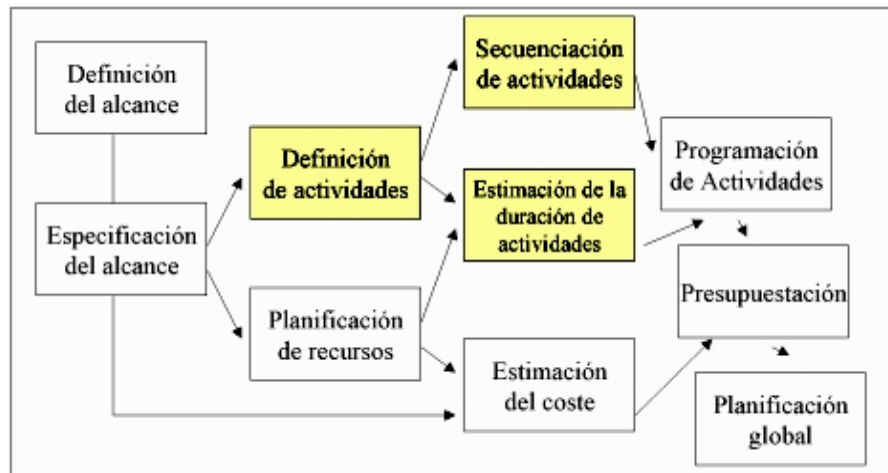 Definición
del alcance
Especificación
del alcance
Definición
de actividades
Planificación
de recursos
Secuenciación
de actividades
Estimación de la
duración de
actividades
Estimación
del coste
Programación
de Actividades
Presupuestación
Planificación
global